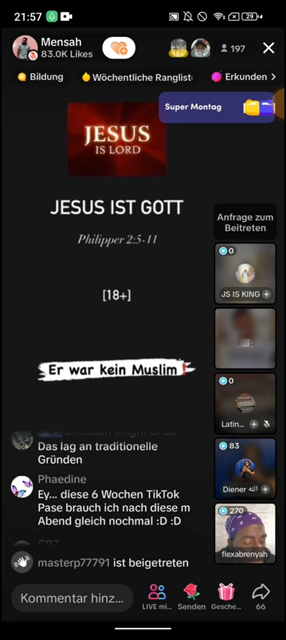 21:57
29
Mensah
83.0K Likes
197
Bildung
Wöchentliche Ranglist
Erkunden
Super Montag
JESUS
IS LORD
JESUS IST GOTT
Philipper 2:5-11
[18+]
Er war kein Muslim❗
Anfrage zum
Beitreten
0
JS IS KING
0
Latin...
83
Diener الله
270
flexabrenyah
Das lag an traditionelle
Gründen
Phaedine
Ey... diese 6 Wochen TikTok
Pase brauch ich nach diese m
Abend gleich nochmal :D :D
masterp77791 ist beigetreten
Kommentar hinz...
LIVE mi...
Senden
Gesche...
66